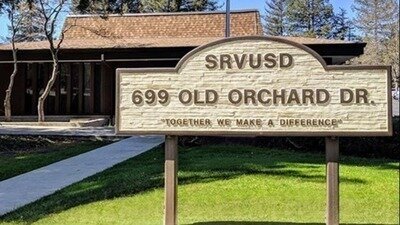 SRVUSD
699 OLD ORCHARD DR.
"TOGETHER WE MAKE A DIFFERENCE"